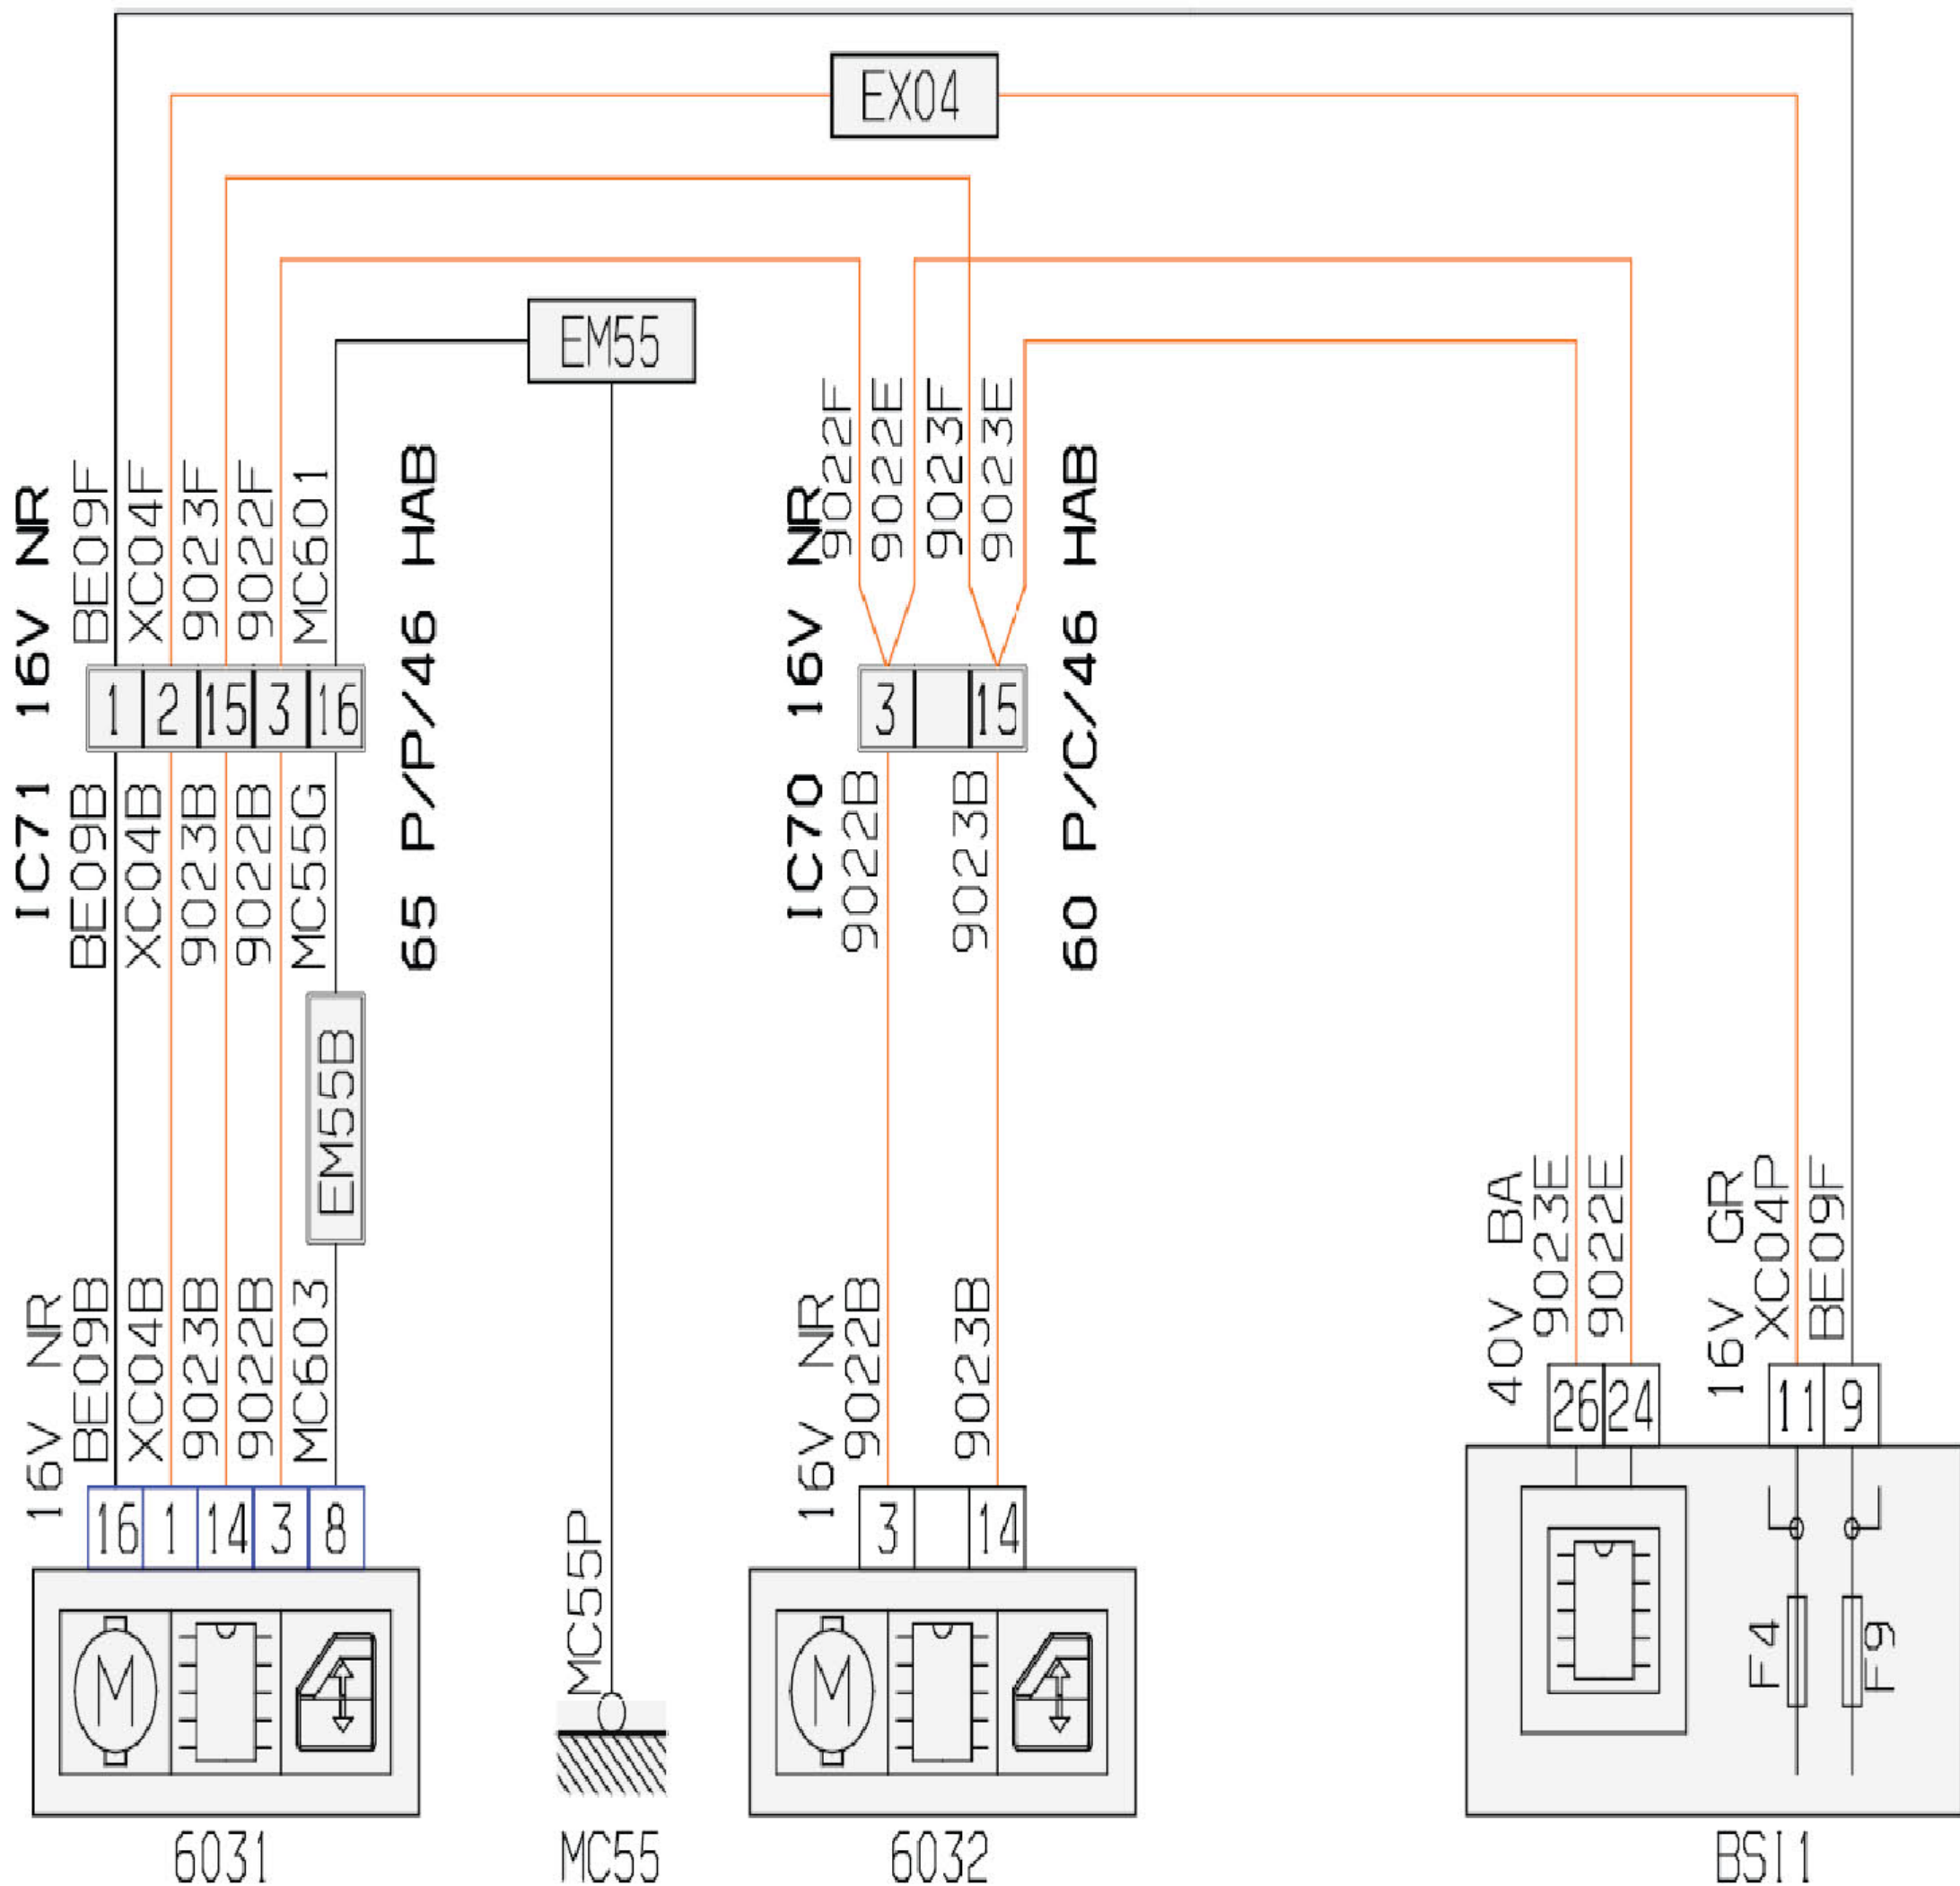 EX04
EM55
IC71 16V NR
BE09F
XC04F
9023F
9022F
MC601
65 P/P/46 HAB
1 2 15 3 16
BE09B
XC04B
9023B
9022B
MC55G
EM55B
16V NR
BE09B
XC04B
9023B
9022B
MC603
16 1 14 3 8
M
6031
MC55P
MC55
IC70 16V NR
9022F
9022E
9023F
9023E
60 P/C/46 HAB
3 15
9022B
9023B
16V NR
9022B
9023B
3 14
M
6032
40V BA
9023E
9022E
16V GR
XC04P
BE09F
26 24
11 9
F4
F9
BSI1